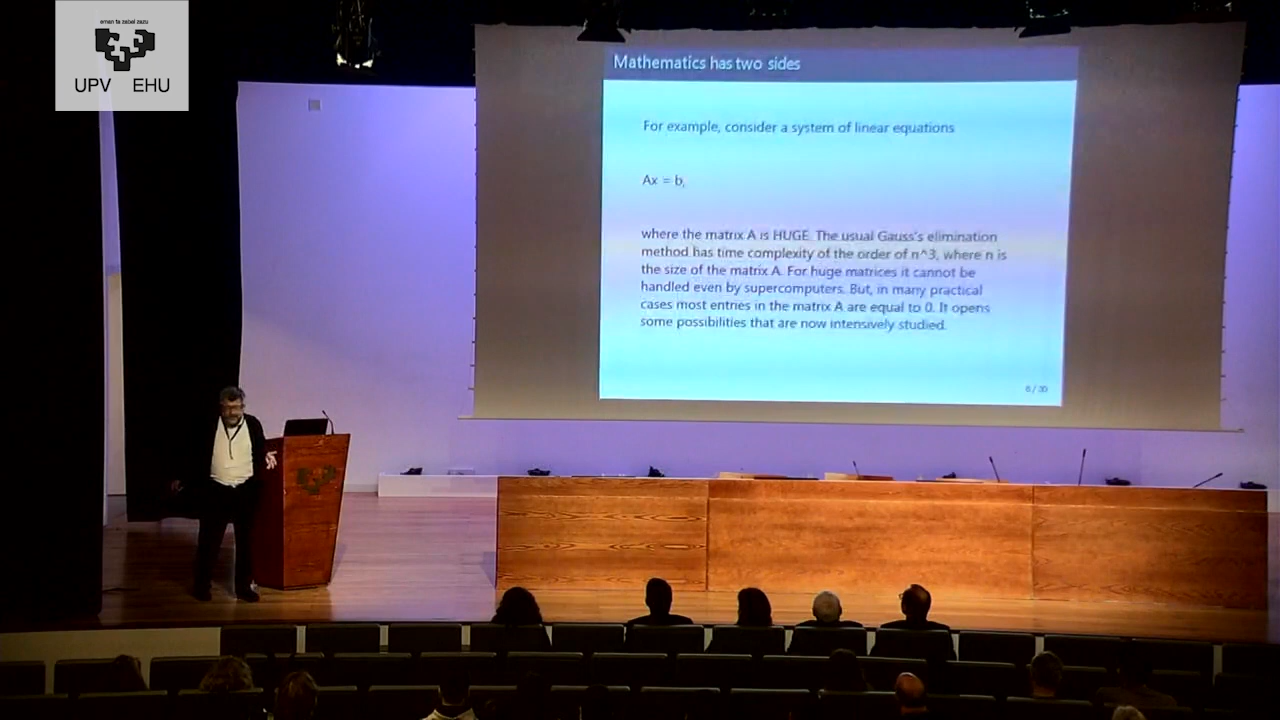 eman ta zabal zazu
UPV EHU
Mathematics has two sides
For example, consider a system of linear equations
Ax = b,
where the matrix A is HUGE. The usual Gauss's elimination
method has time complexity of the order of n^3, where n is
the size of the matrix A. For huge matrices it cannot be
handled even by supercomputers. But, in many practical
cases most entries in the matrix A are equal to 0. It opens
some possibilities that are now intensively studied.
8 / 30